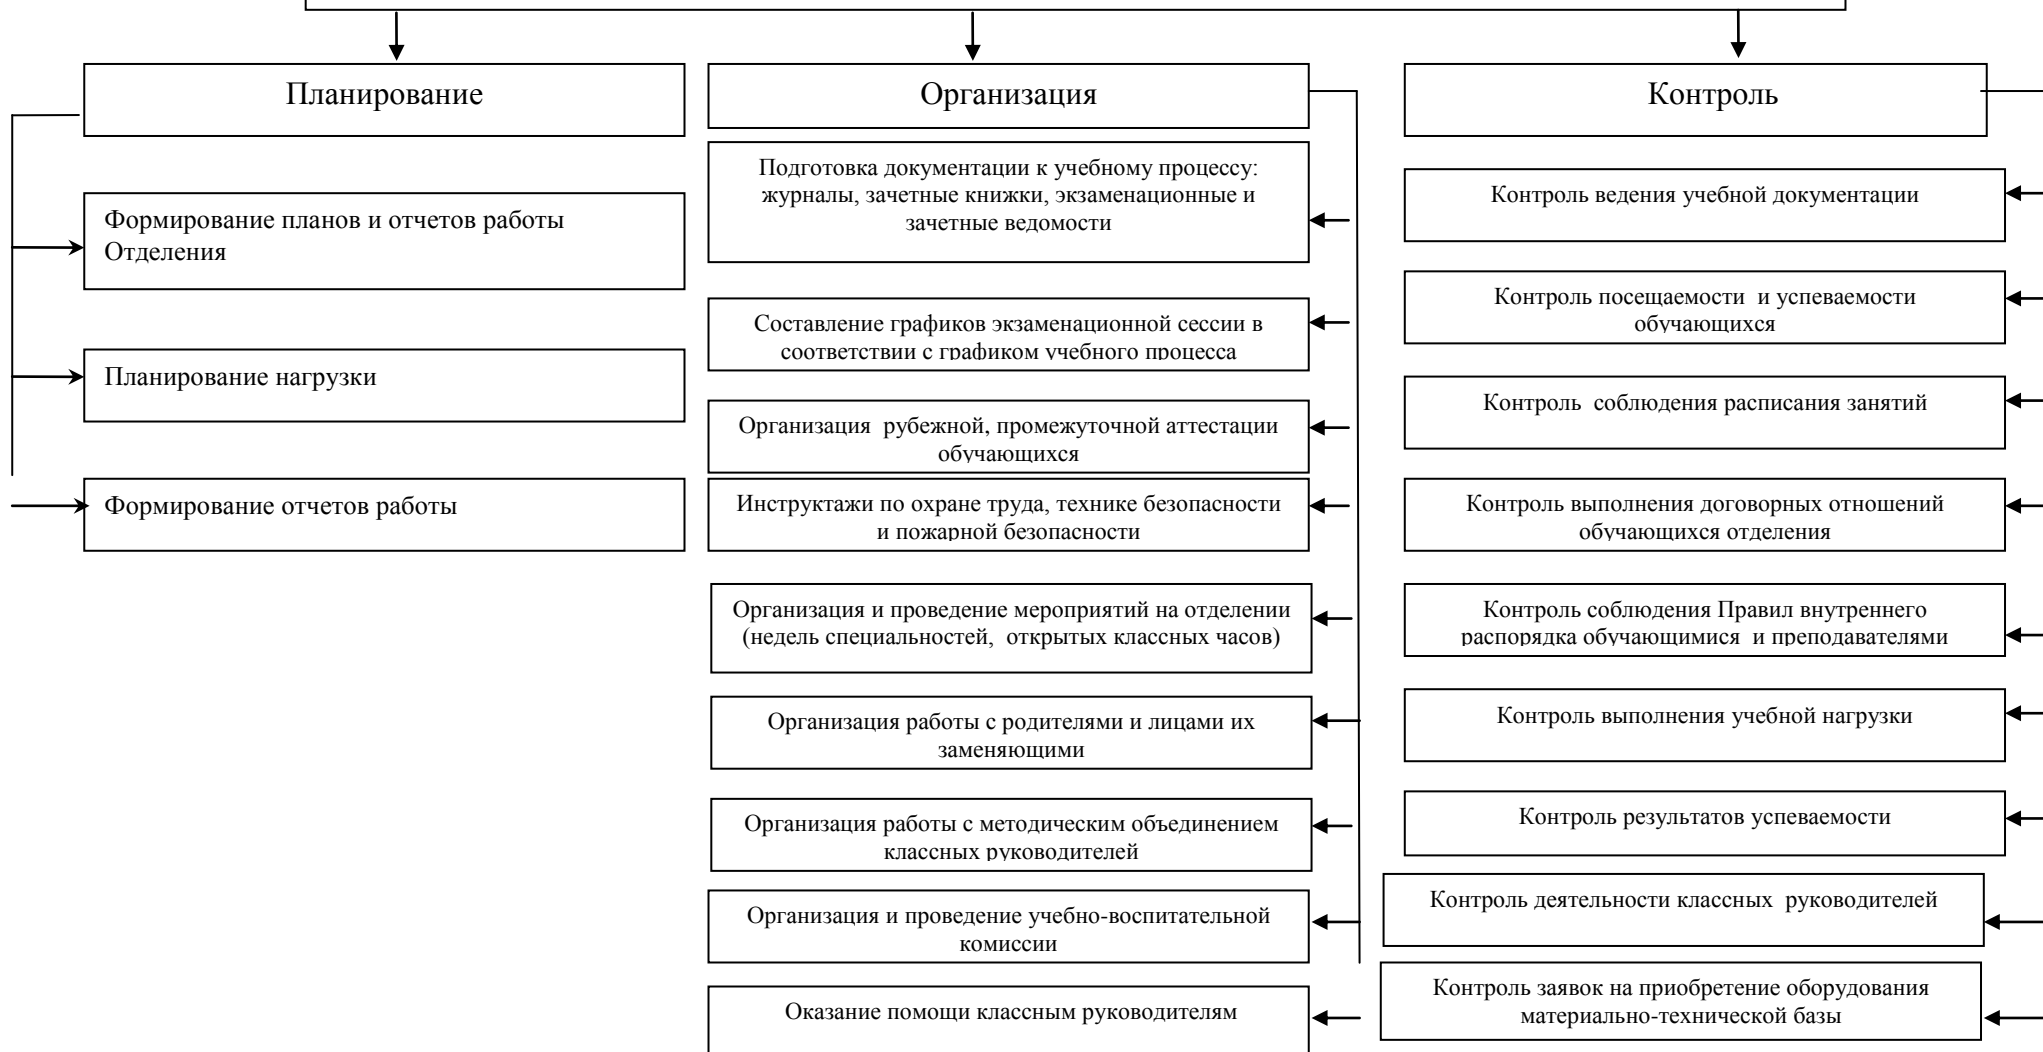 Планирование
Формирование планов и отчетов работы
Отделения
Планирование нагрузки
Формирование отчетов работы
Организация
Подготовка документации к учебному процессу:
журналы, зачетные книжки, экзаменационные и
зачетные ведомости
Составление графиков экзаменационной сессии в
соответствии с графиком учебного процесса
Организация рубежной, промежуточной аттестации
обучающихся
Инструктажи по охране труда, технике безопасности
и пожарной безопасности
Организация и проведение мероприятий на отделении
(недель специальностей, открытых классных часов)
Организация работы с родителями и лицами их
заменяющими
Организация работы с методическим объединением
классных руководителей
Организация и проведение учебно-воспитательной
комиссии
Оказание помощи классным руководителям
Контроль
Контроль ведения учебной документации
Контроль посещаемости и успеваемости
обучающихся
Контроль соблюдения расписания занятий
Контроль выполнения договорных отношений
обучающихся отделения
Контроль соблюдения Правил внутреннего
распорядка обучающимися и преподавателями
Контроль выполнения учебной нагрузки
Контроль результатов успеваемости
Контроль деятельности классных руководителей
Контроль заявок на приобретение оборудования
материально-технической базы